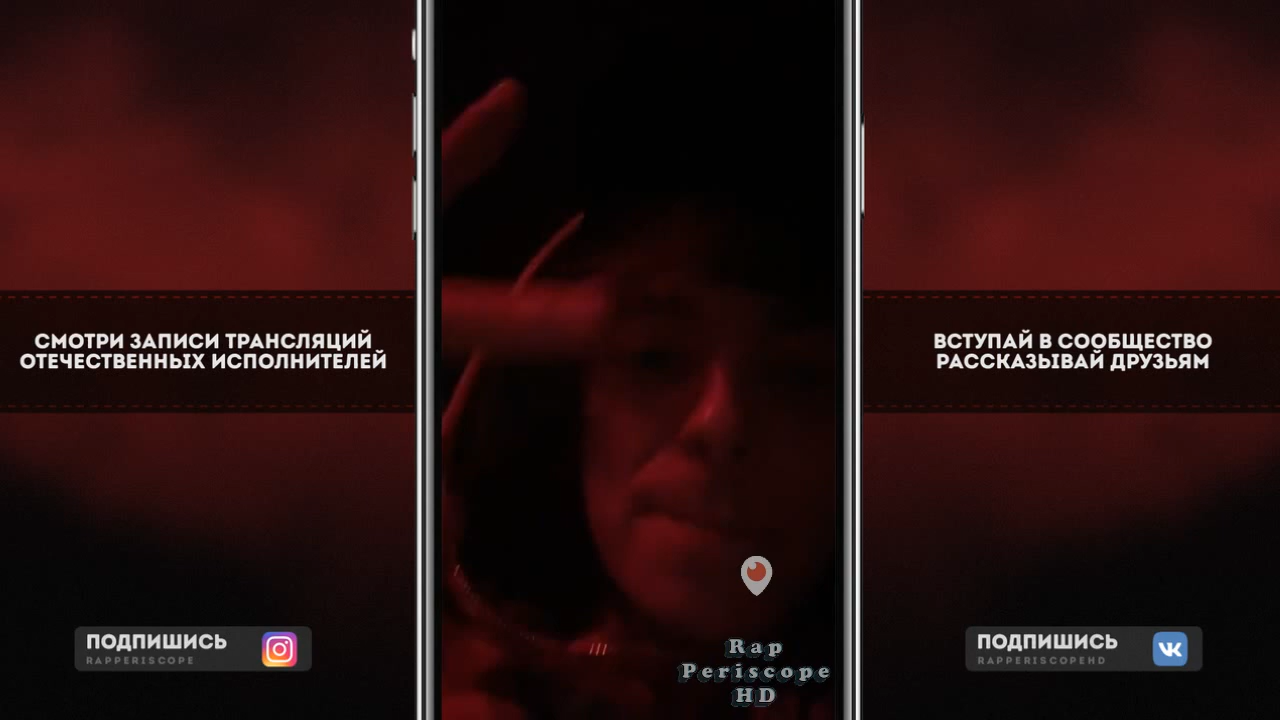 СМОТРИ ЗАПИСИ ТРАНСЛЯЦИЙ
ОТЕЧЕСТВЕННЫХ ИСПОЛНИТЕЛЕЙ
ВСТУПАЙ В СООБЩЕСТВО
РАССКАЗЫВАЙ ДРУЗЬЯМ
ПОДПИШИСЬ
RAPPERISCOPE
Rap
Periscope
HD
ПОДПИШИСЬ
RAPPERISCOPEHD